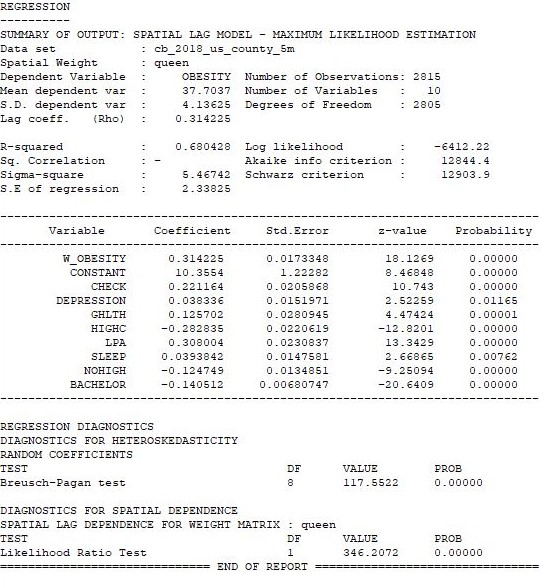 REGRESSION
----------
SUMMARY OF OUTPUT: SPATIAL LAG MODEL - MAXIMUM LIKELIHOOD ESTIMATION
Data set : cb_2018_us_county_5m
Spatial Weight : queen
Dependent Variable : OBESITY Number of Observations: 2815
Mean dependent var : 37.7037 Number of Variables : 10
S.D. dependent var : 4.13625 Degrees of Freedom : 2805
Lag coeff. (Rho) : 0.314225
R-squared : 0.680428 Log likelihood : -6412.22
Sq. Correlation : - Akaike info criterion : 12844.4
Sigma-square : 5.46742 Schwarz criterion : 12903.9
S.E of regression : 2.33825
Variable Coefficient Std.Error z-value Probability
W_OBESITY 0.314225 0.0173348 18.1269 0.00000
CONSTANT 10.3554 1.22282 8.46848 0.00000
CHECK 0.221164 0.0205868 10.743 0.00000
DEPRESSION 0.038336 0.0151971 2.52259 0.01165
GHLTH 0.125702 0.0280945 4.47424 0.00001
HIGHC -0.282835 0.0220619 -12.8201 0.00000
LPA 0.308004 0.0230837 13.3429 0.00000
SLEEP 0.0393842 0.0147581 2.66865 0.00762
NOHIGH -0.124749 0.0134851 -9.25094 0.00000
BACHELOR -0.140512 0.00680747 -20.6409 0.00000
REGRESSION DIAGNOSTICS
DIAGNOSTICS FOR HETEROSKEDASTICITY
RANDOM COEFFICIENTS
TEST DF VALUE PROB
Breusch-Pagan test 8 117.5522 0.00000
DIAGNOSTICS FOR SPATIAL DEPENDENCE
SPATIAL LAG DEPENDENCE FOR WEIGHT MATRIX : queen
TEST DF VALUE PROB
Likelihood Ratio Test 1 346.2072 0.00000
============================== END OF REPORT ==============================